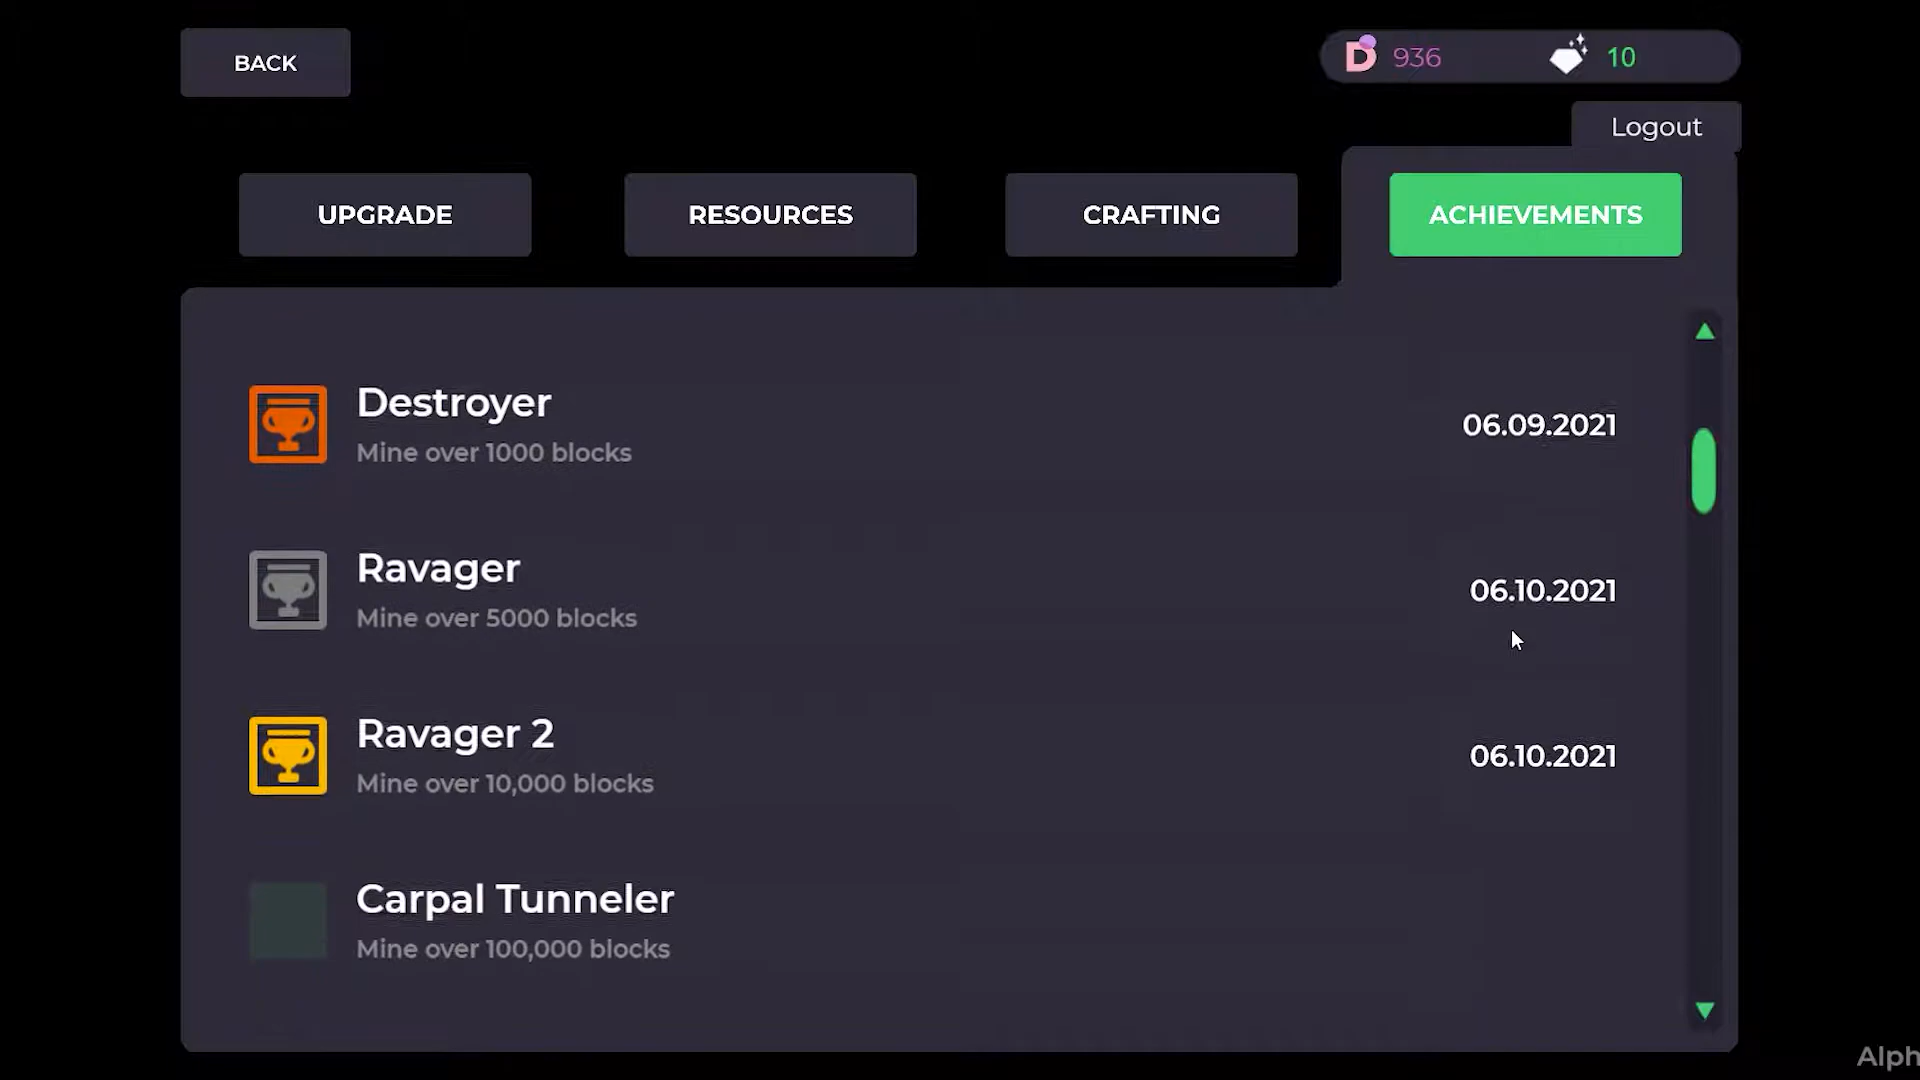 BACK
D 936 10
Logout
UPGRADE RESOURCES CRAFTING ACHIEVEMENTS
Destroyer
Mine over 1000 blocks
06.09.2021
Ravager
Mine over 5000 blocks
06.10.2021
Ravager 2
Mine over 10,000 blocks
06.10.2021
Carpal Tunneler
Mine over 100,000 blocks
Alph